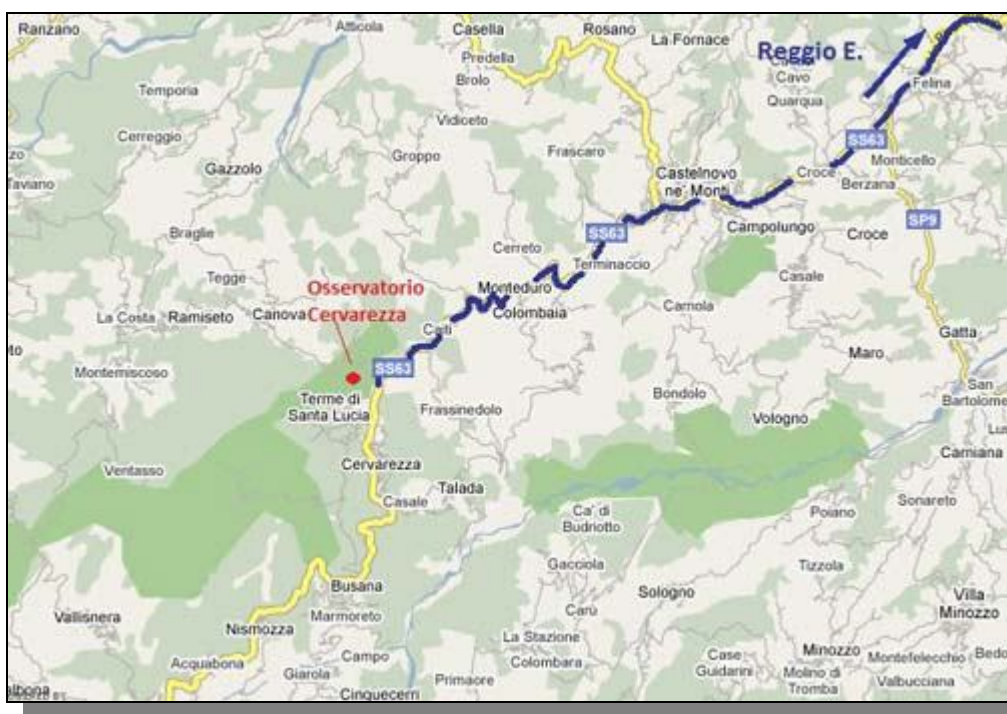 Ranzano
Atticola
Casella
Rosano
La Fornace
Reggio E.
Predella
Brolo
Cavo
Quarqua
Felina
Temporia
Vidiceto
Cerreggio
Gazzolo
Groppo
Frascaro
SS63
Monticello
Taviano
Castelnovo
ne' Monti
Croce
Berzana
SP9
Braglie
Cerreto
SS63
Terminaccio
Campolungo
Croce
Tegge
Osservatorio
Cervarezza
Monteduro
Colombaia
Casale
La Costa
Ramiseto
Canova
Carnola
Gatta
Montemiscoso
SS63
Maro
San
Bartolome
Terme di
Santa Lucia
Frassinedolo
Bondolo
Vologno
Ventasso
Cervarezza
Carniana
Casale
Talada
Ca' di
Budriotto
Poiano
Sonareto
Gacciola
Tizzola
Busana
Sologno
Villa
Minozzo
Vallisnera
Marmoreto
Carù
Nismozza
La Stazione
Colombara
Acquabona
Campo
Giarola
Primaore
Case
Guidarini
Minozzo
Montefelecchio
Bedo
Molino di
Tromba
Valbucciana
Cinquecerri